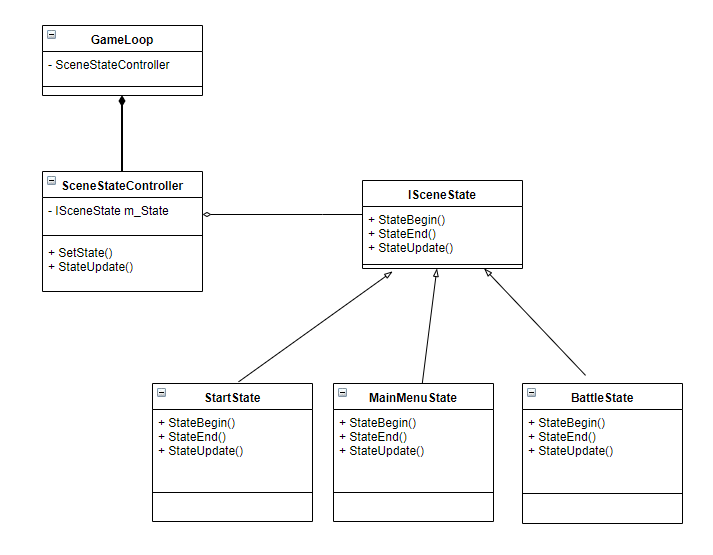 GameLoop
- SceneStateController
SceneStateController
- ISceneState m_State
+ SetState()
+ StateUpdate()
ISceneState
+ StateBegin()
+ StateEnd()
+ StateUpdate()
StartState
+ StateBegin()
+ StateEnd()
+ StateUpdate()
MainMenuState
+ StateBegin()
+ StateEnd()
+ StateUpdate()
BattleState
+ StateBegin()
+ StateEnd()
+ StateUpdate()